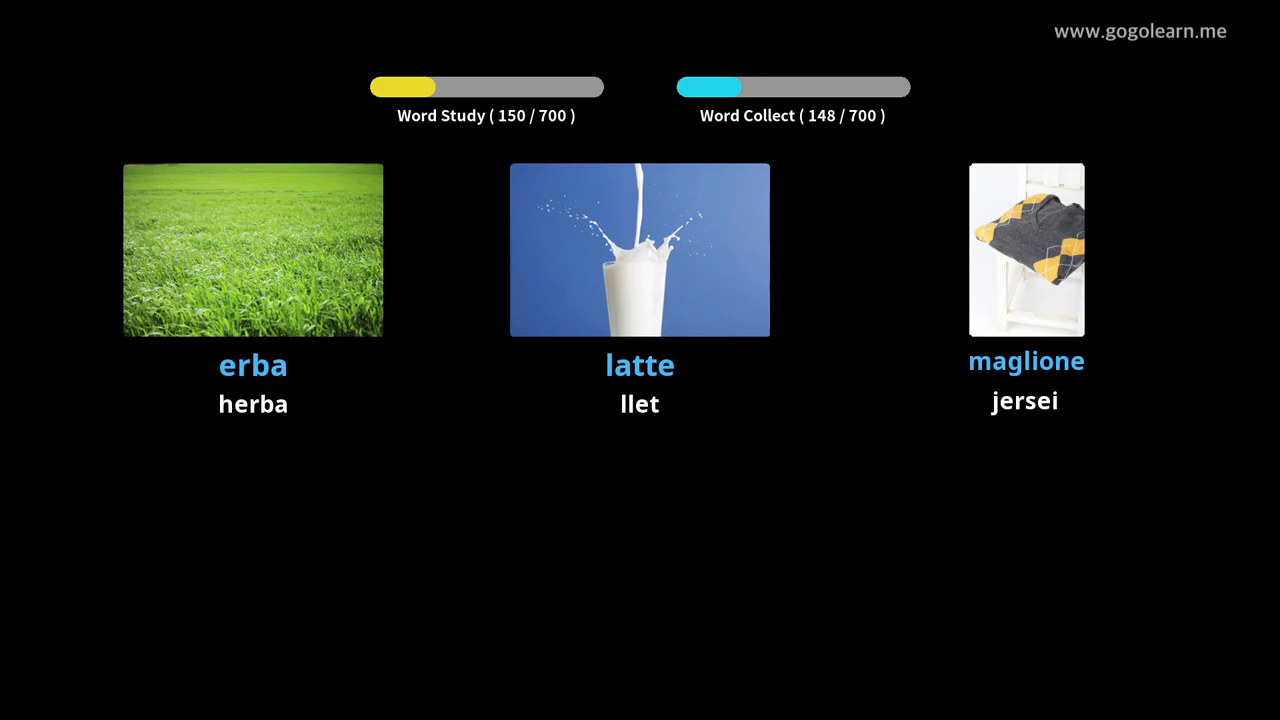 www.gogolearn.me
Word Study ( 150 / 700 )
Word Collect ( 148 / 700 )
erba
herba
latte
llet
maglione
jersei